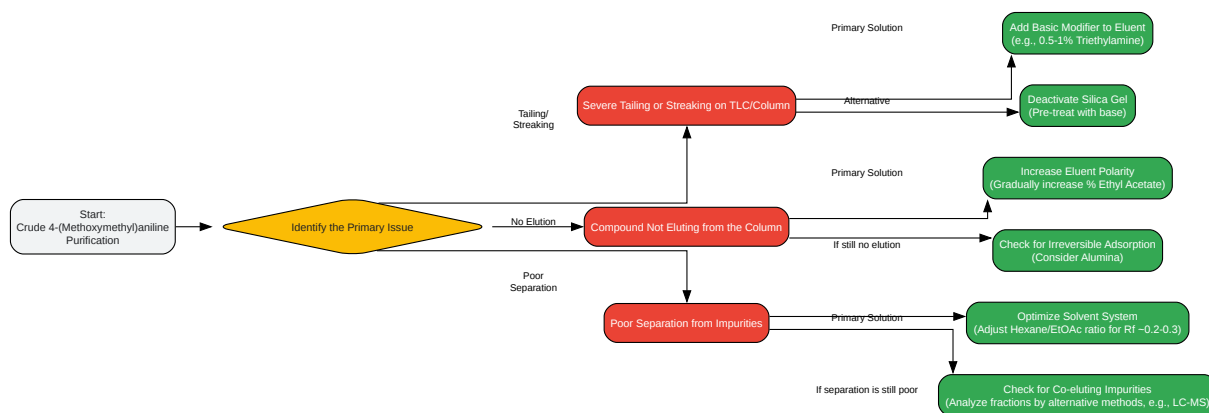 Primary Solution
Add Basic Modifier to Eluent
(e.g., 0.5-1% Triethylamine)
Severe Tailing or Streaking on TLC/Column
Alternative
Deactivate Silica Gel
(Pre-treat with base)
Tailing/
Streaking
Primary Solution
Increase Eluent Polarity
(Gradually increase % Ethyl Acetate)
Start:
Crude 4-(Methoxymethyl)aniline
Purification
Identify the Primary Issue
No Elution
Compound Not Eluting from the Column
If still no elution
Check for Irreversible Adsorption
(Consider Alumina)
Poor
Separation
Poor Separation from Impurities
Primary Solution
Optimize Solvent System
(Adjust Hexane/EtOAc ratio for Rf ~0.2-0.3)
If separation is still poor
Check for Co-eluting Impurities
(Analyze fractions by alternative methods, e.g., LC-MS)